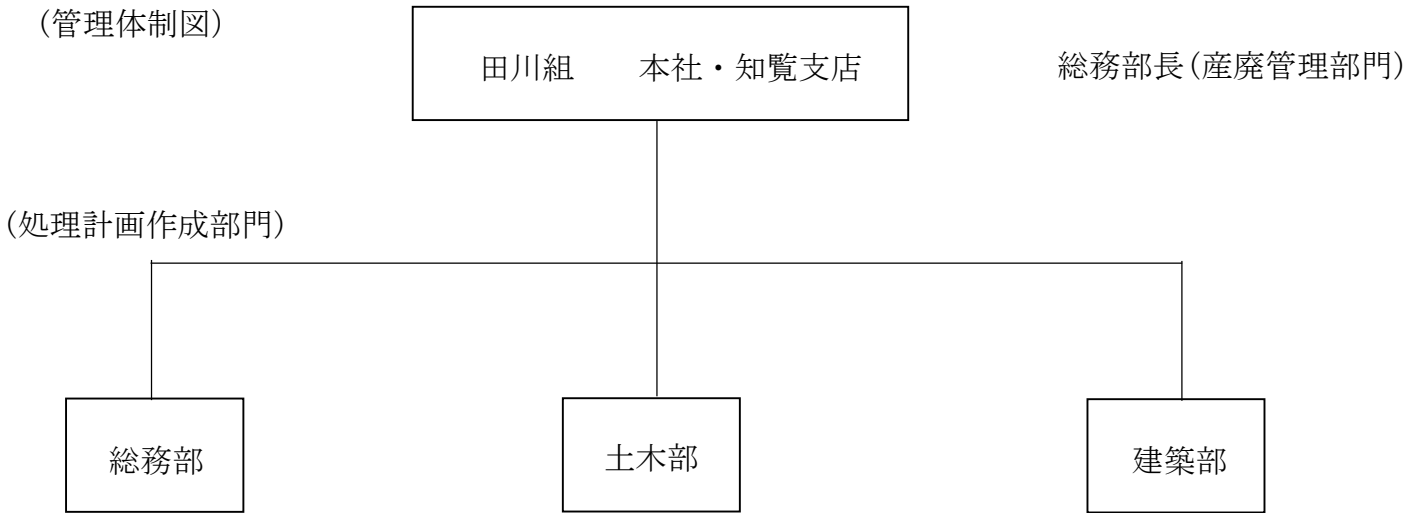 (管理体制図)
田川組　　本社・知覧支店
総務部長(産廃管理部門)
(処理計画作成部門)
総務部
土木部
建築部